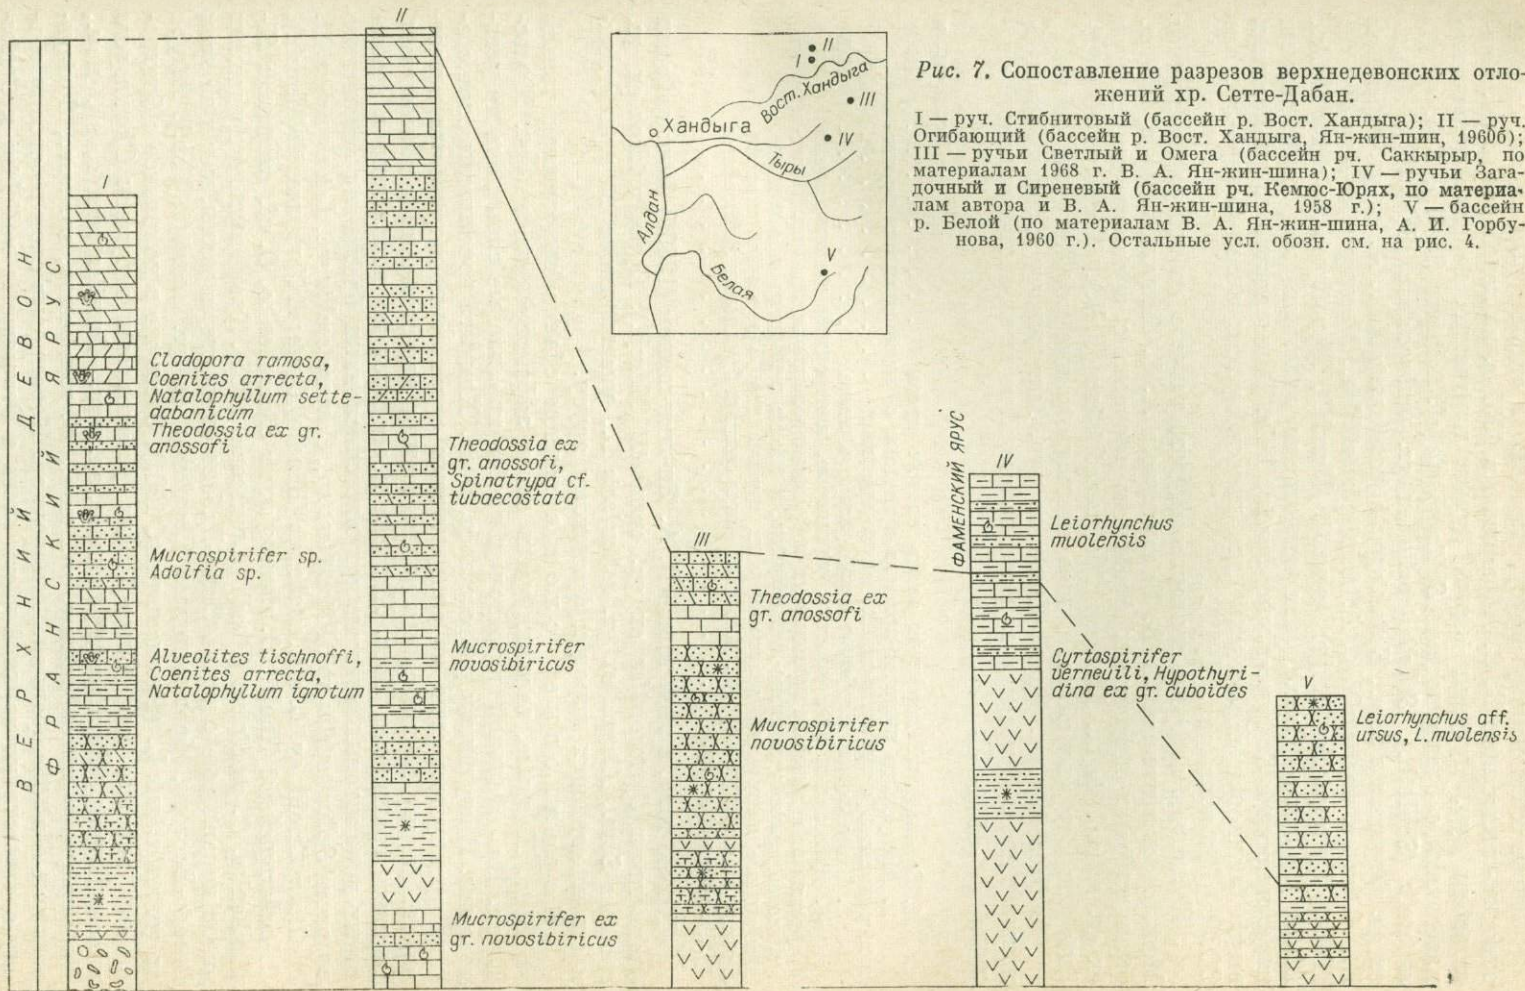 Рис. 7. Сопоставление разрезов верхнедевонских отло-
жений хр. Сетте-Дабан.
I — руч. Стибнитовый (бассейн р. Вост. Хандыга); II — руч.
Огибающий (бассейн р. Вост. Хандыга, Ян-жин-шин, 1960б);
III — ручьи Светлый и Омега (бассейн рч. Саккырыр, по
материалам 1968 г. В. А. Ян-жин-шина); IV — ручьи Зага-
дочный и Сиреневый (бассейн рч. Кемюс-Юрях, по материа-
лам автора и В. А. Ян-жин-шина, 1958 г.); V — бассейн
р. Белой (по материалам В. А. Ян-жин-шина, А. И. Горбу-
нова, 1960 г.). Остальные усл. обозн. см. на рис. 4.
II
I
Вост. Хандыга
III
Хандыга
IV
Тыры
Алдан
V
Белая
ВЕРХНИЙ ДЕВОН
ФРАНСКИЙ ЯРУС
I
Cladopora ramosa,
Coenites arrecta,
Natalophyllum sette-
dabanicum
Theodossia ex gr.
anossofi
Mucrospirifer sp.
Adolfia sp.
Alveolites tischnoffi,
Coenites arrecta,
Natalophyllum ignotum
II
Theodossia ex
gr. anossofi,
Spinatrypa cf.
tubaecostata
Mucrospirifer
novosibiricus
Mucrospirifer ex
gr. novosibiricus
III
Theodossia ex
gr. anossofi
Mucrospirifer
novosibiricus
ФАМЕНСКИЙ ЯРУС
IV
Leiorhynchus
muolensis
Cyrtospirifer
verneuili, Hypothyri-
dina ex gr. cuboides
V
Leiorhynchus aff.
ursus, L. muolensis